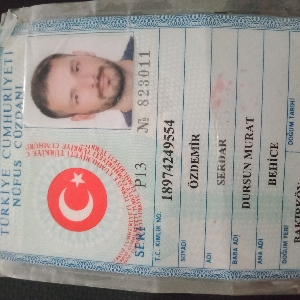 TÜRKİYE CUMHURİYETİ
NÜFUS CÜZDANI
SERİ P13 № 823011
T.C. KİMLİK NO. 18974249554
SOYADI ÖZDEMİR
ADI SERDAR
BABA ADI DURSUN MURAT
ANA ADI BEHİCE
DOĞUM YERİ
DOĞUM TARİHİ